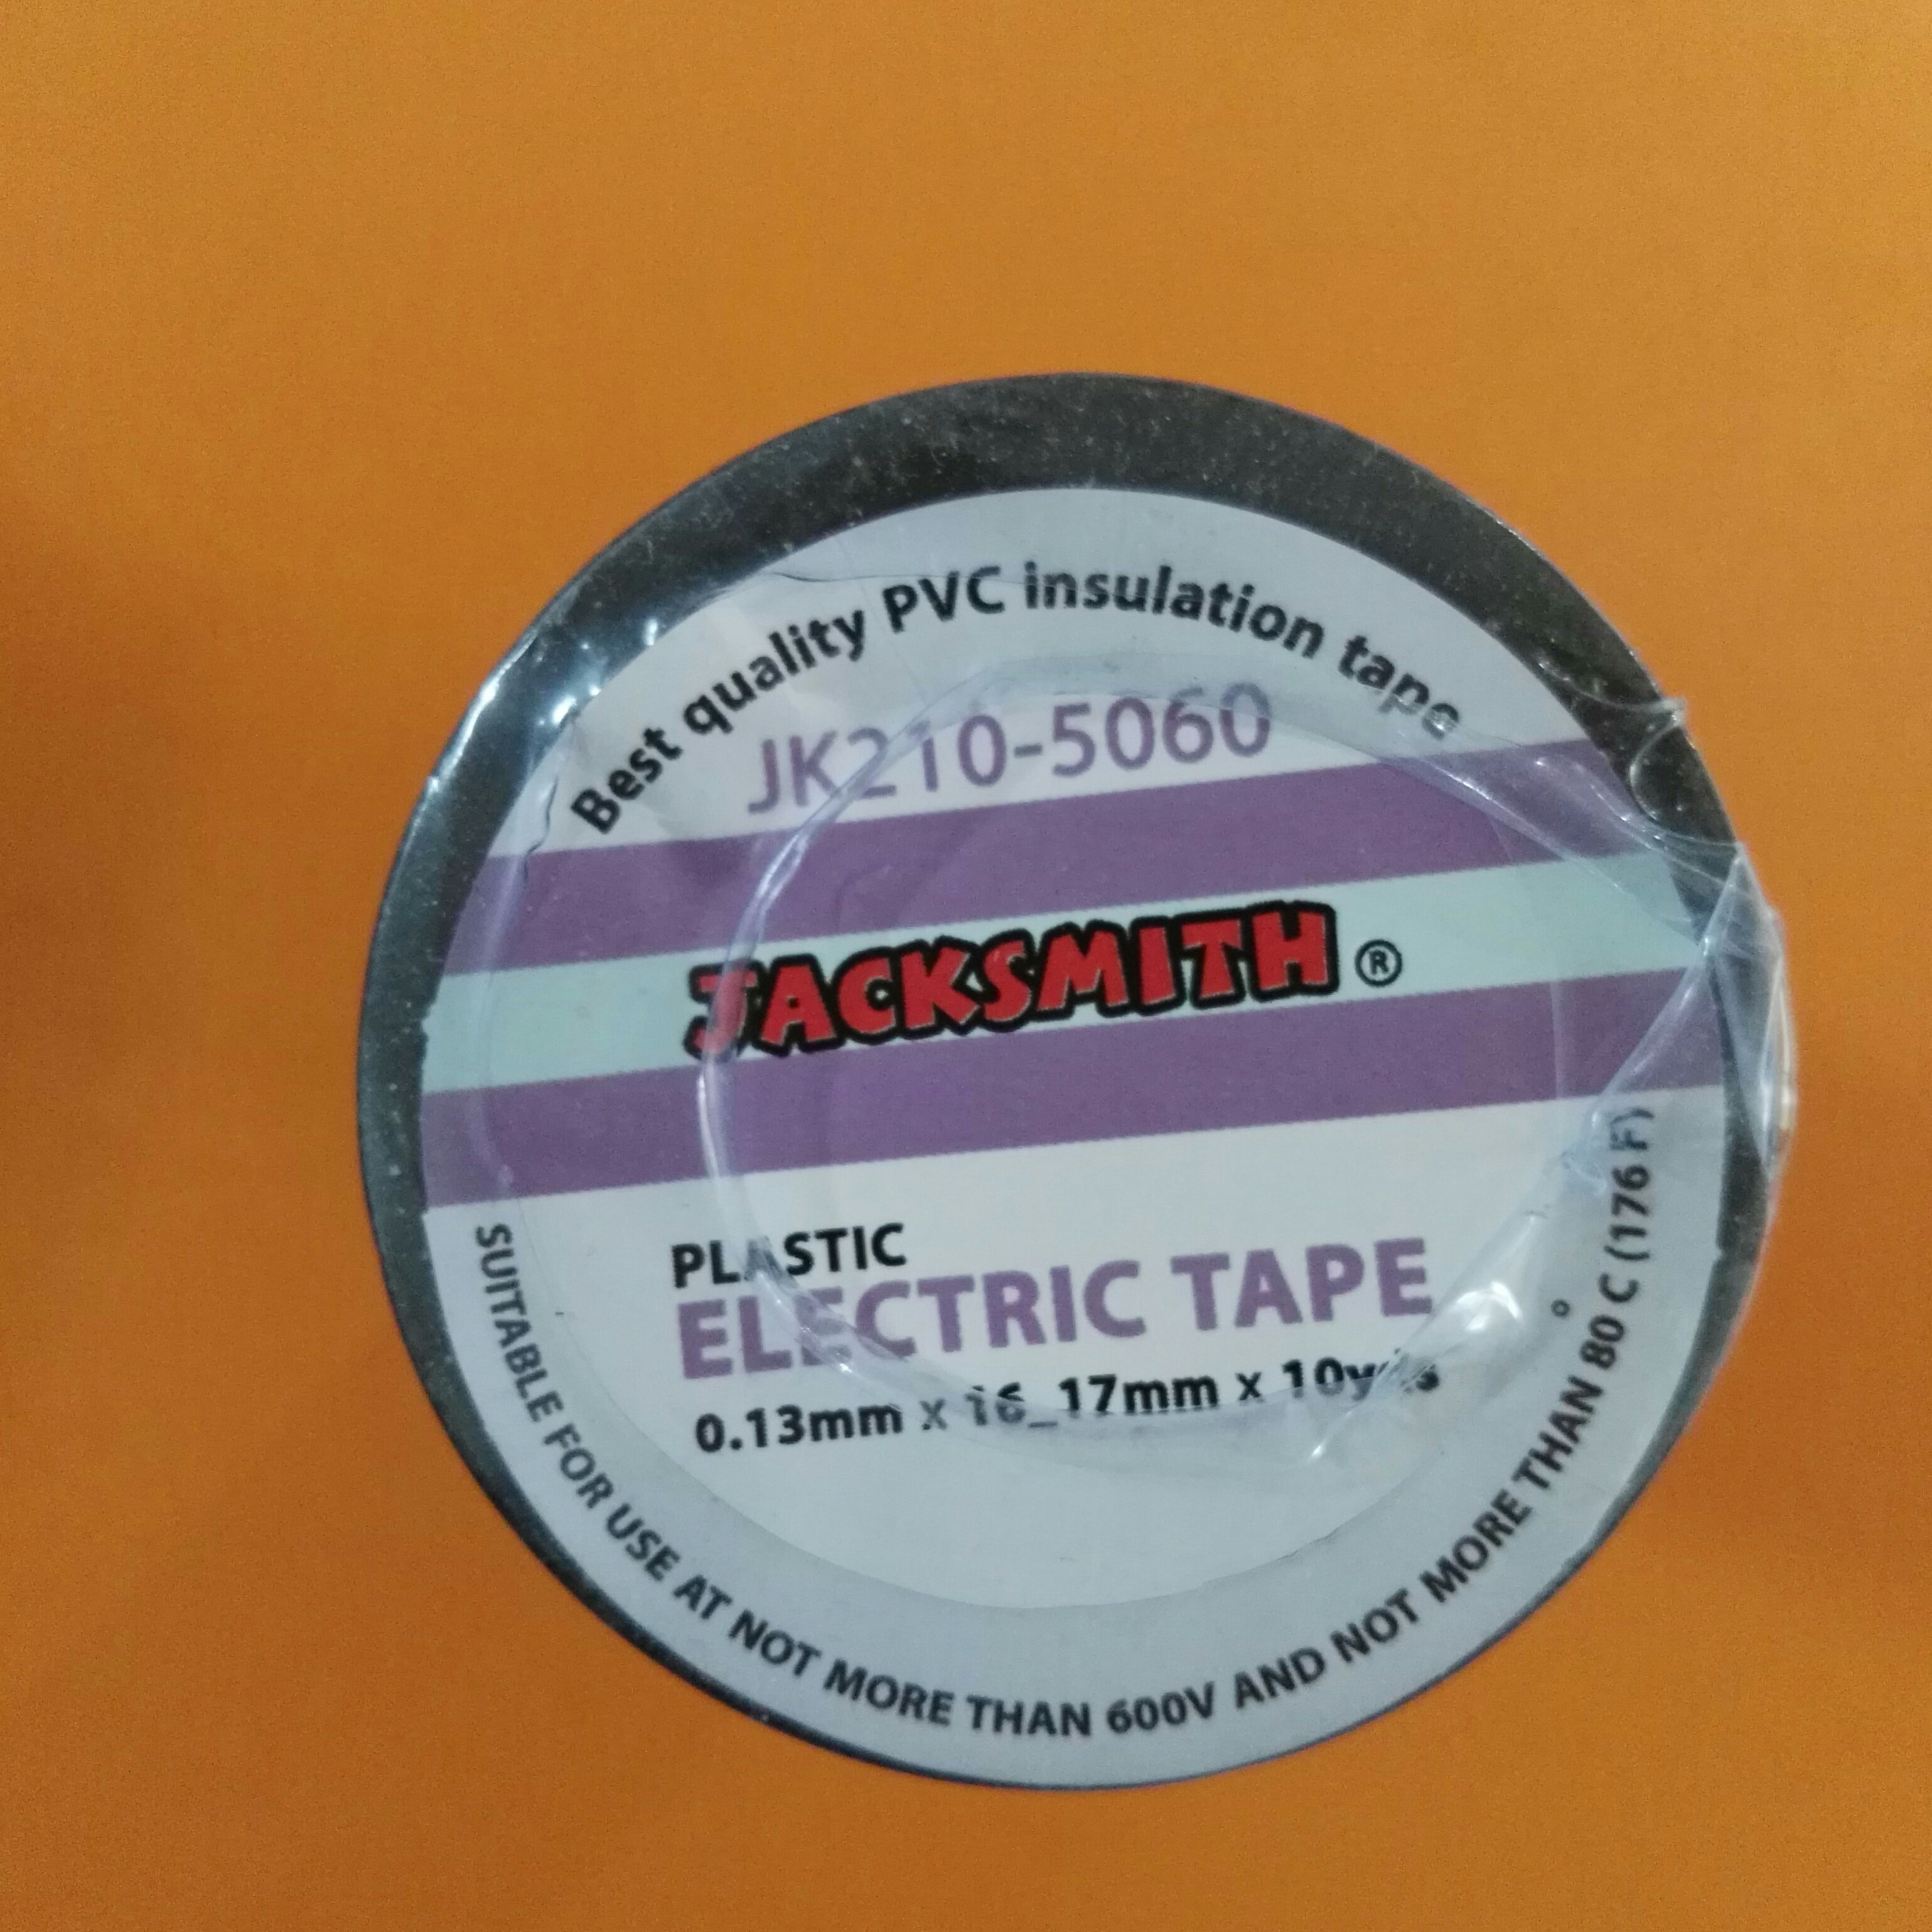 Best quality PVC insulation tape
JK210-5060
JACKSMITH ®
PLASTIC
ELECTRIC TAPE
0.13mm x 16_17mm x 10yds
SUITABLE FOR USE AT NOT MORE THAN 600V AND NOT MORE THAN 80°C (176 F)